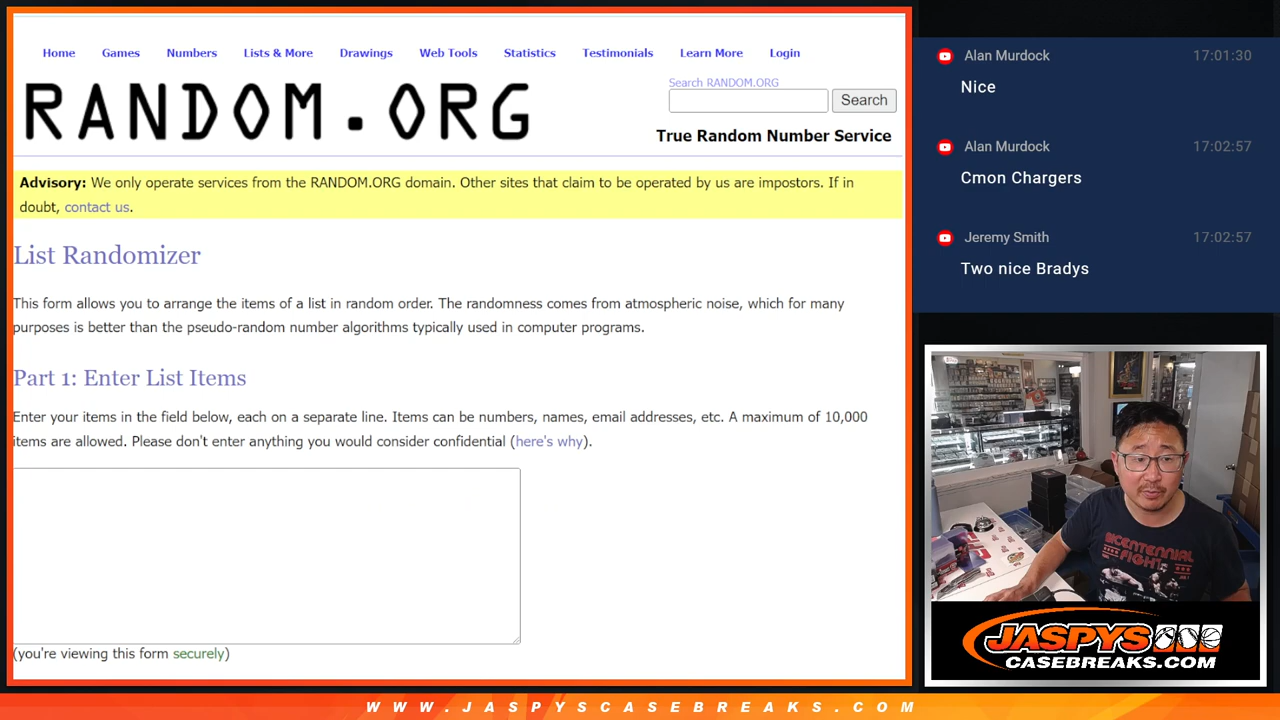 Home Games Numbers Lists & More Drawings Web Tools Statistics Testimonials Learn More Login
RANDOM.ORG
Search RANDOM.ORG
Search
True Random Number Service
Advisory: We only operate services from the RANDOM.ORG domain. Other sites that claim to be operated by us are impostors. If in
doubt, contact us.
List Randomizer
This form allows you to arrange the items of a list in random order. The randomness comes from atmospheric noise, which for many
purposes is better than the pseudo-random number algorithms typically used in computer programs.
Part 1: Enter List Items
Enter your items in the field below, each on a separate line. Items can be numbers, names, email addresses, etc. A maximum of 10,000
items are allowed. Please don't enter anything you would consider confidential (here's why).
(you're viewing this form securely)
Alan Murdock 17:01:30
Nice
Alan Murdock 17:02:57
Cmon Chargers
Jeremy Smith 17:02:57
Two nice Bradys
BICENTENNIAL
FIGHT
JASPYS
CASEBREAKS.COM
WWW.JASPYSCASEBREAKS.COM